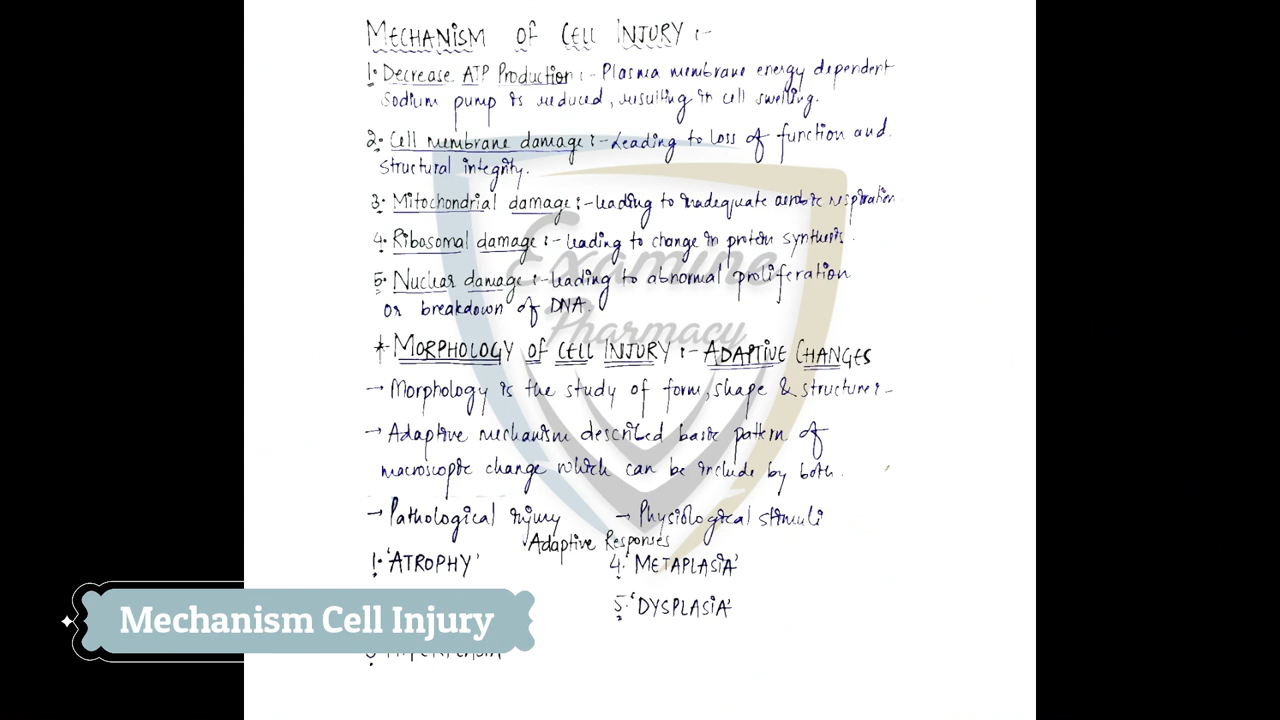 MECHANISM OF CELL INJURY :-
1. Decrease ATP Production :- Plasma membrane energy dependent
Sodium pump is reduced, resulting in cell swelling.
2. Cell membrane damage :- Leading to loss of function and
structural integrity.
3. Mitochondrial damage :- leading to inadequate aerobic respiration
4. Ribosomal damage :- leading to change in protein synthesis.
5. Nuclear damage :- leading to abnormal proliferation
or breakdown of DNA.
Examine
Pharmacy
* MORPHOLOGY OF CELL INJURY :- ADAPTIVE CHANGES
→ Morphology is the study of form, shape & structure :-
→ Adaptive mechanism described basic pattern of
macroscopic change which can be include by both.
→ Pathological injury → Physiological stimuli
Adaptive Responses
1. 'ATROPHY' 4. 'METAPLASIA'
5. 'DYSPLASIA'
Mechanism Cell Injury